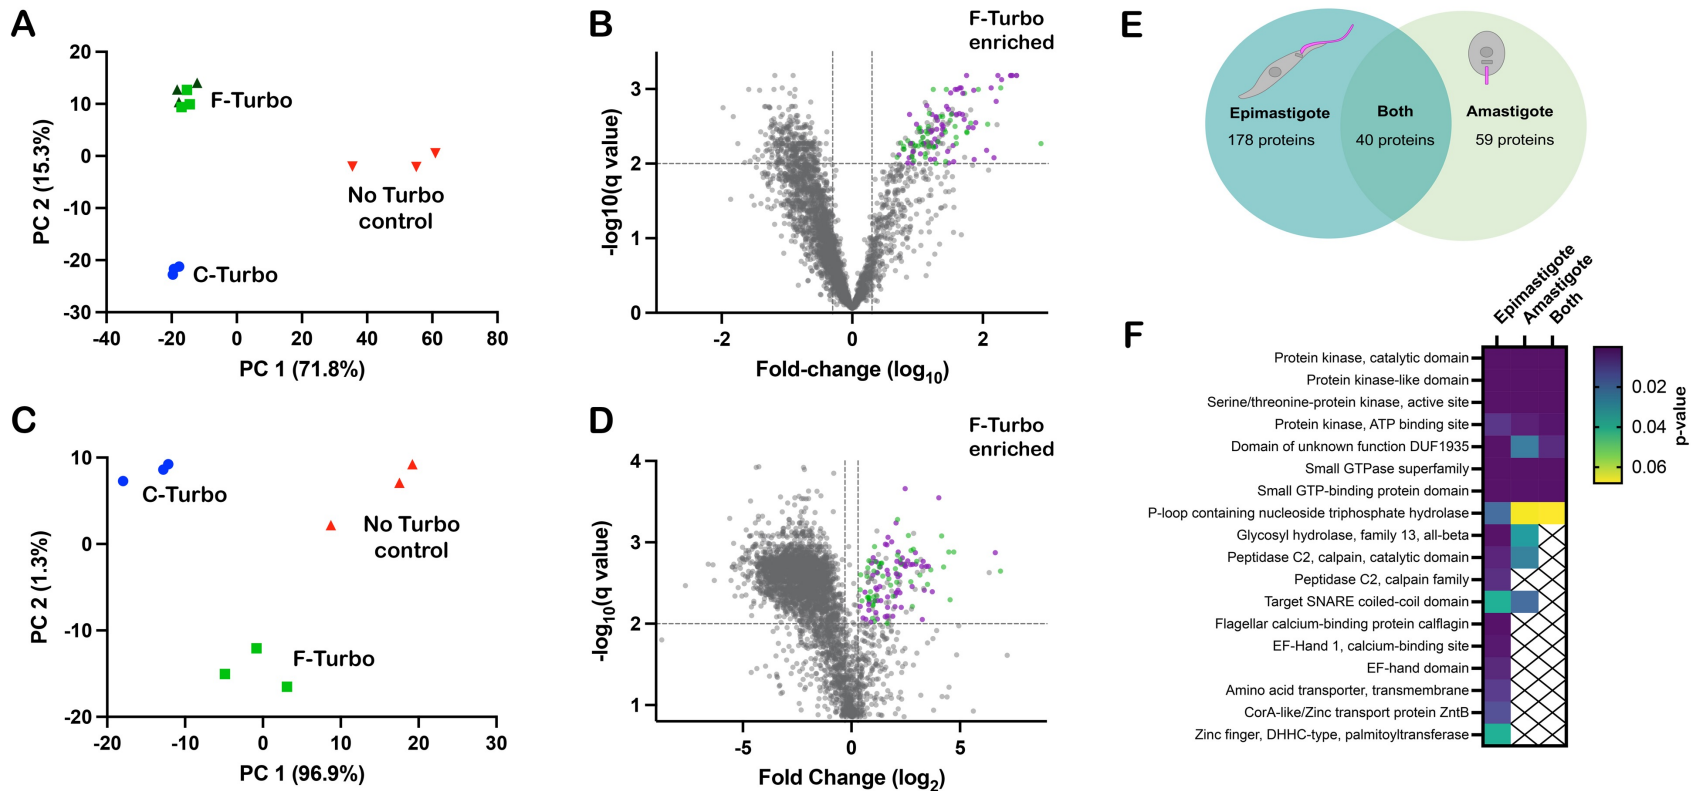 A
20
10
0
-10
-20
-30
-40
-20
0
20
40
60
80
PC 2 (15.3%)
PC 1 (71.8%)
F-Turbo
No Turbo
control
C-Turbo
B
F-Turbo
enriched
3
2
1
0
-2
0
2
-log10(q value)
Fold-change (log10)
C
10
0
-10
-20
-20
-10
0
10
20
30
PC 2 (1.3%)
PC 1 (96.9%)
C-Turbo
No Turbo
control
F-Turbo
D
F-Turbo
enriched
4
3
2
1
-5
0
5
-log10(q value)
Fold Change (log2)
E
Epimastigote
178 proteins
Both
40 proteins
Amastigote
59 proteins
F
Epimastigote
Amastigote
Both
Protein kinase, catalytic domain
Protein kinase-like domain
Serine/threonine-protein kinase, active site
Protein kinase, ATP binding site
Domain of unknown function DUF1935
Small GTPase superfamily
Small GTP-binding protein domain
P-loop containing nucleoside triphosphate hydrolase
Glycosyl hydrolase, family 13, all-beta
Peptidase C2, calpain, catalytic domain
Peptidase C2, calpain family
Target SNARE coiled-coil domain
Flagellar calcium-binding protein calflagin
EF-Hand 1, calcium-binding site
EF-hand domain
Amino acid transporter, transmembrane
CorA-like/Zinc transport protein ZntB
Zinc finger, DHHC-type, palmitoyltransferase
0.02
0.04
0.06
p-value